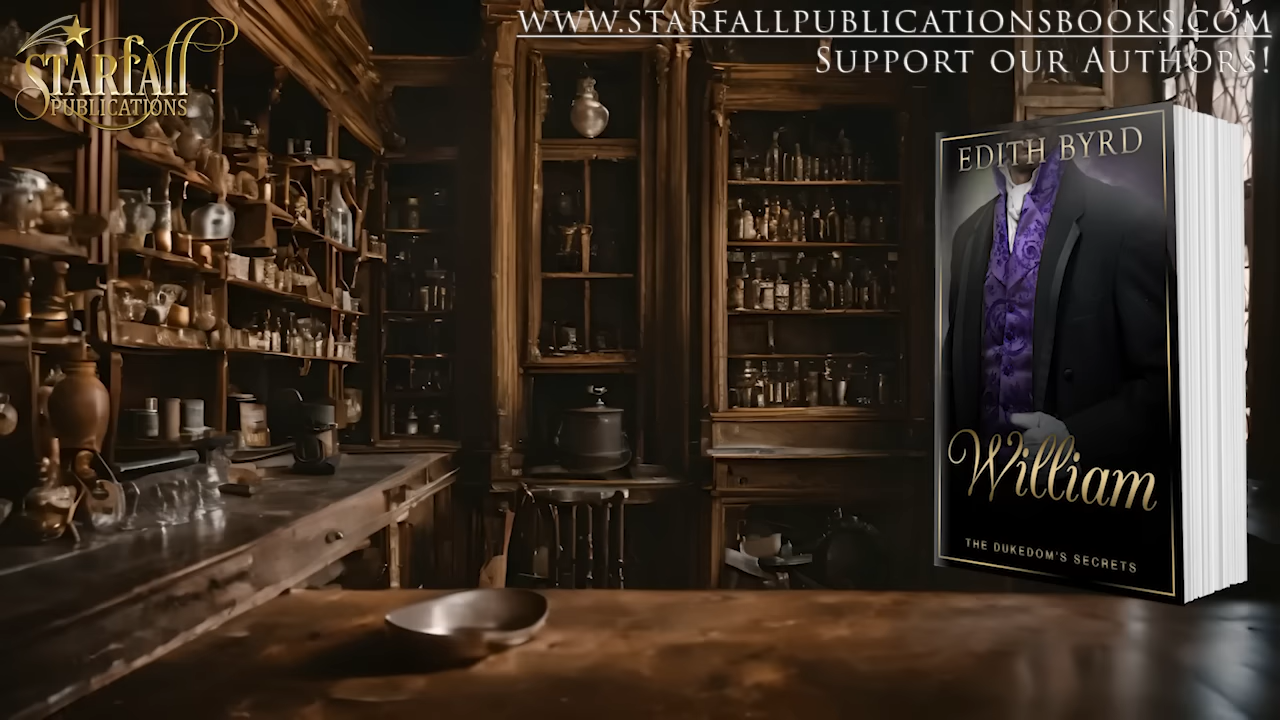 STARfall
PUBLICATIONS
WWW.STARFALLPUBLICATIONSBOOKS.COM
SUPPORT OUR AUTHORS!
EDITH BYRD
William
THE DUKEDOM'S SECRETS